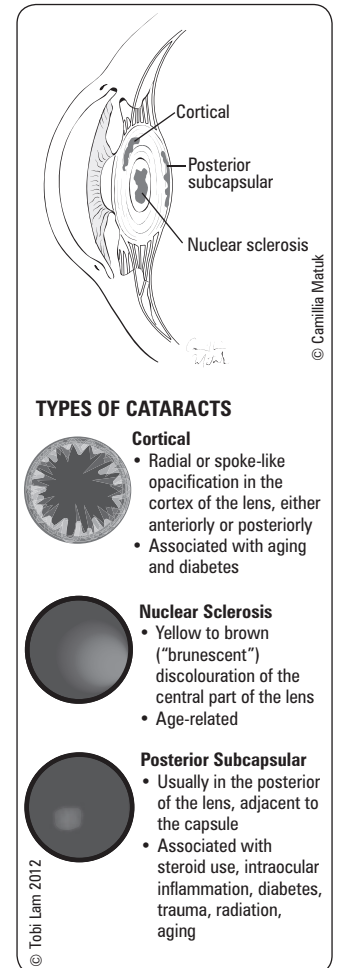 Cortical
Posterior
subcapsular
Nuclear sclerosis
© Camillia Matuk
TYPES OF CATARACTS
Cortical
• Radial or spoke-like
opacification in the
cortex of the lens, either
anteriorly or posteriorly
• Associated with aging
and diabetes
Nuclear Sclerosis
• Yellow to brown
(“brunescent”)
discolouration of the
central part of the lens
• Age-related
Posterior Subcapsular
• Usually in the posterior
of the lens, adjacent to
the capsule
• Associated with
steroid use, intraocular
inflammation, diabetes,
trauma, radiation,
aging
© Tobi Lam 2012